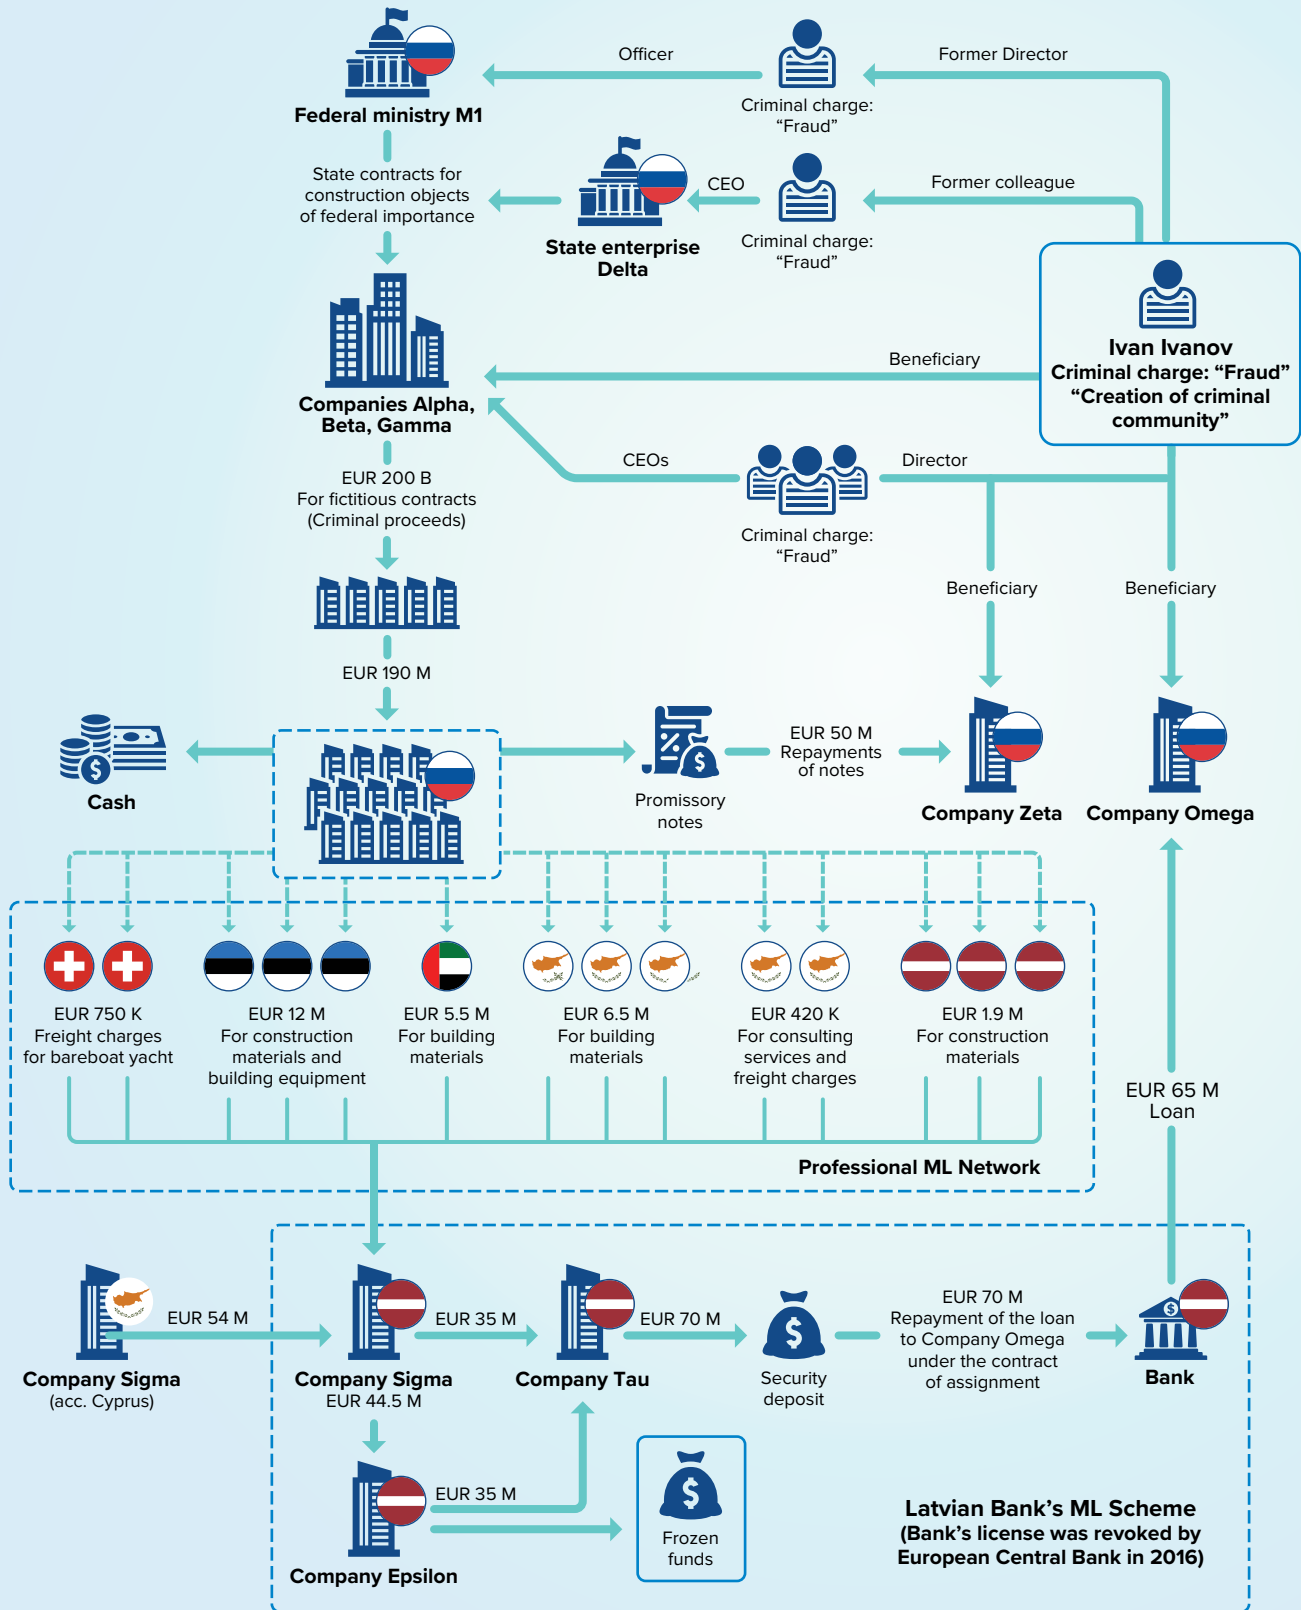 Officer
Former Director
Federal ministry M1
Criminal charge:
“Fraud”
State contracts for
construction objects
of federal importance
CEO
Former colleague
State enterprise
Delta
Criminal charge:
“Fraud”
Ivan Ivanov
Criminal charge: “Fraud”
“Creation of criminal
community”
Beneficiary
Companies Alpha,
Beta, Gamma
CEOs
Director
EUR 200 B
For fictitious contracts
(Criminal proceeds)
Criminal charge:
“Fraud”
Beneficiary
Beneficiary
EUR 190 M
EUR 50 M
Repayments
of notes
$
$
Cash
Promissory
notes
Company Zeta
Company Omega
EUR 750 K
Freight charges
for bareboat yacht
EUR 12 M
For construction
materials and
building equipment
EUR 5.5 M
For building
materials
EUR 6.5 M
For building
materials
EUR 420 K
For consulting
services and
freight charges
EUR 1.9 M
For construction
materials
EUR 65 M
Loan
Professional ML Network
EUR 54 M
EUR 35 M
EUR 70 M
$
EUR 70 M
Repayment of the loan
to Company Omega
under the contract
of assignment
$
Company Sigma
(acc. Cyprus)
Company Sigma
EUR 44.5 M
Company Tau
Security
deposit
Bank
EUR 35 M
$
Frozen
funds
Company Epsilon
Latvian Bank’s ML Scheme
(Bank’s license was revoked by
European Central Bank in 2016)